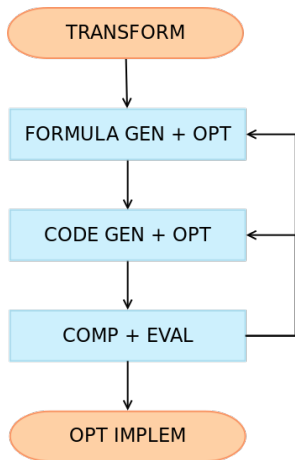 TRANSFORM
FORMULA GEN + OPT
CODE GEN + OPT
COMP + EVAL
OPT IMPLEM